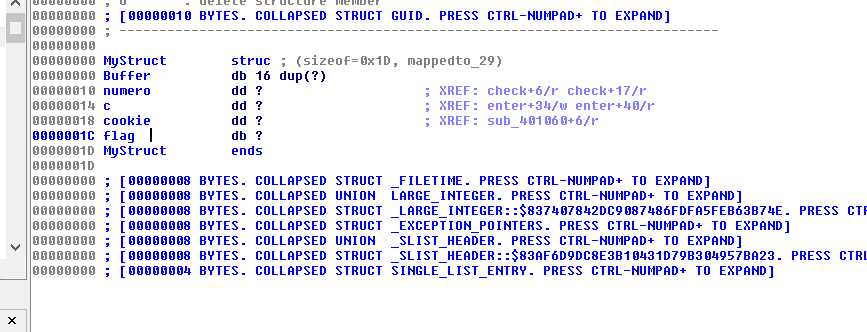 00000000 ; U : delete structure member
00000000 ; [00000010 BYTES. COLLAPSED STRUCT GUID. PRESS CTRL-NUMPAD+ TO EXPAND]
00000000 ; ---------------------------------------------------------------------------
00000000
00000000 MyStruct struc ; (sizeof=0x1D, mappedto_29)
00000000 Buffer db 16 dup(?)
00000010 numero dd ? ; XREF: check+6/r check+17/r
00000014 c dd ? ; XREF: enter+34/w enter+40/r
00000018 cookie dd ? ; XREF: sub_401060+6/r
0000001C flag db ?
0000001D MyStruct ends
0000001D
00000000 ; [00000008 BYTES. COLLAPSED STRUCT _FILETIME. PRESS CTRL-NUMPAD+ TO EXPAND]
00000000 ; [00000008 BYTES. COLLAPSED UNION LARGE_INTEGER. PRESS CTRL-NUMPAD+ TO EXPAND]
00000000 ; [00000008 BYTES. COLLAPSED STRUCT _LARGE_INTEGER::$837407842DC9087486FDFA5FEB63B74E. PRESS CTR
00000000 ; [00000008 BYTES. COLLAPSED STRUCT _EXCEPTION_POINTERS. PRESS CTRL-NUMPAD+ TO EXPAND]
00000000 ; [00000008 BYTES. COLLAPSED UNION _SLIST_HEADER. PRESS CTRL-NUMPAD+ TO EXPAND]
00000000 ; [00000008 BYTES. COLLAPSED STRUCT _SLIST_HEADER::$83AF6D9DC8E3B10431D79B304957BA23. PRESS CTRL
00000000 ; [00000004 BYTES. COLLAPSED STRUCT SINGLE_LIST_ENTRY. PRESS CTRL-NUMPAD+ TO EXPAND]